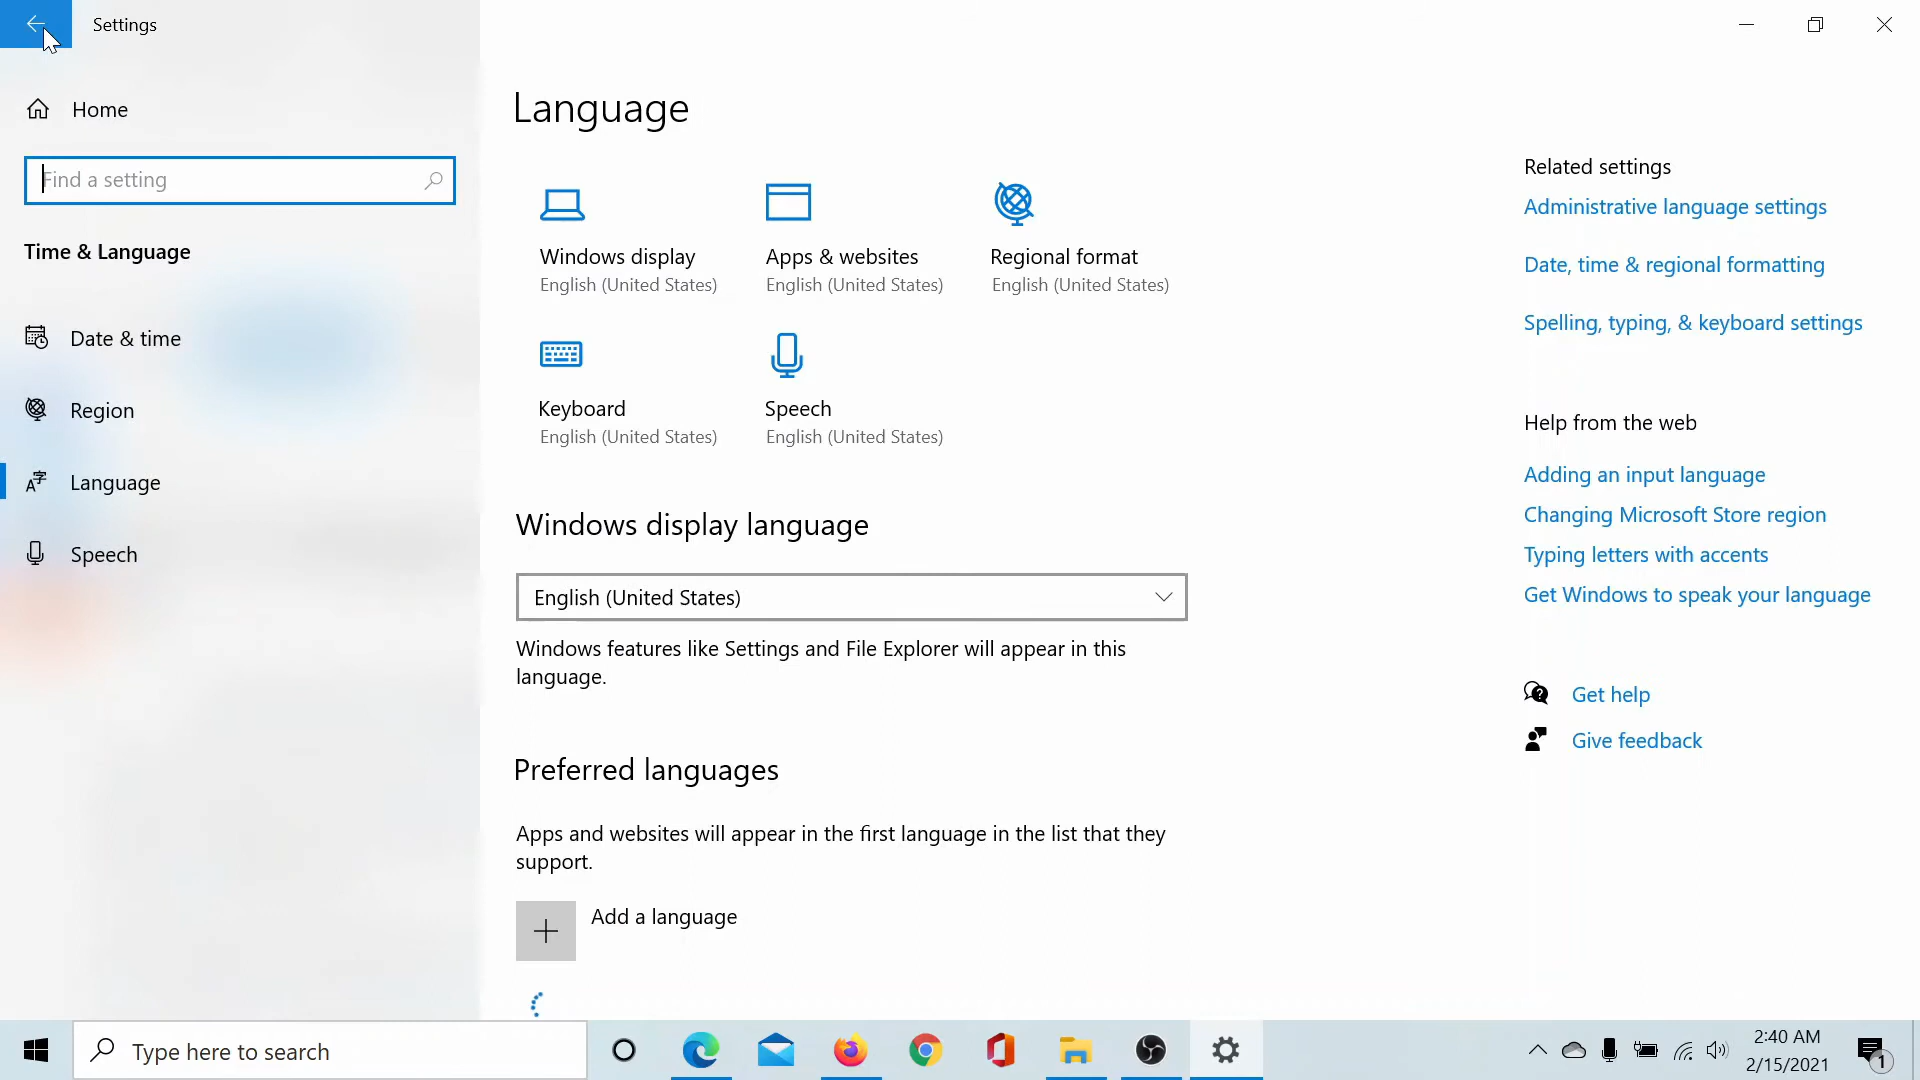 Settings
Home
Find a setting
Time & Language
Date & time
Region
Language
Speech
Language
Windows display
English (United States)
Apps & websites
English (United States)
Regional format
English (United States)
Keyboard
English (United States)
Speech
English (United States)
Windows display language
English (United States)
Windows features like Settings and File Explorer will appear in this
language.
Preferred languages
Apps and websites will appear in the first language in the list that they
support.
Add a language
Related settings
Administrative language settings
Date, time & regional formatting
Spelling, typing, & keyboard settings
Help from the web
Adding an input language
Changing Microsoft Store region
Typing letters with accents
Get Windows to speak your language
Get help
Give feedback
Type here to search
2:40 AM
2/15/2021
1